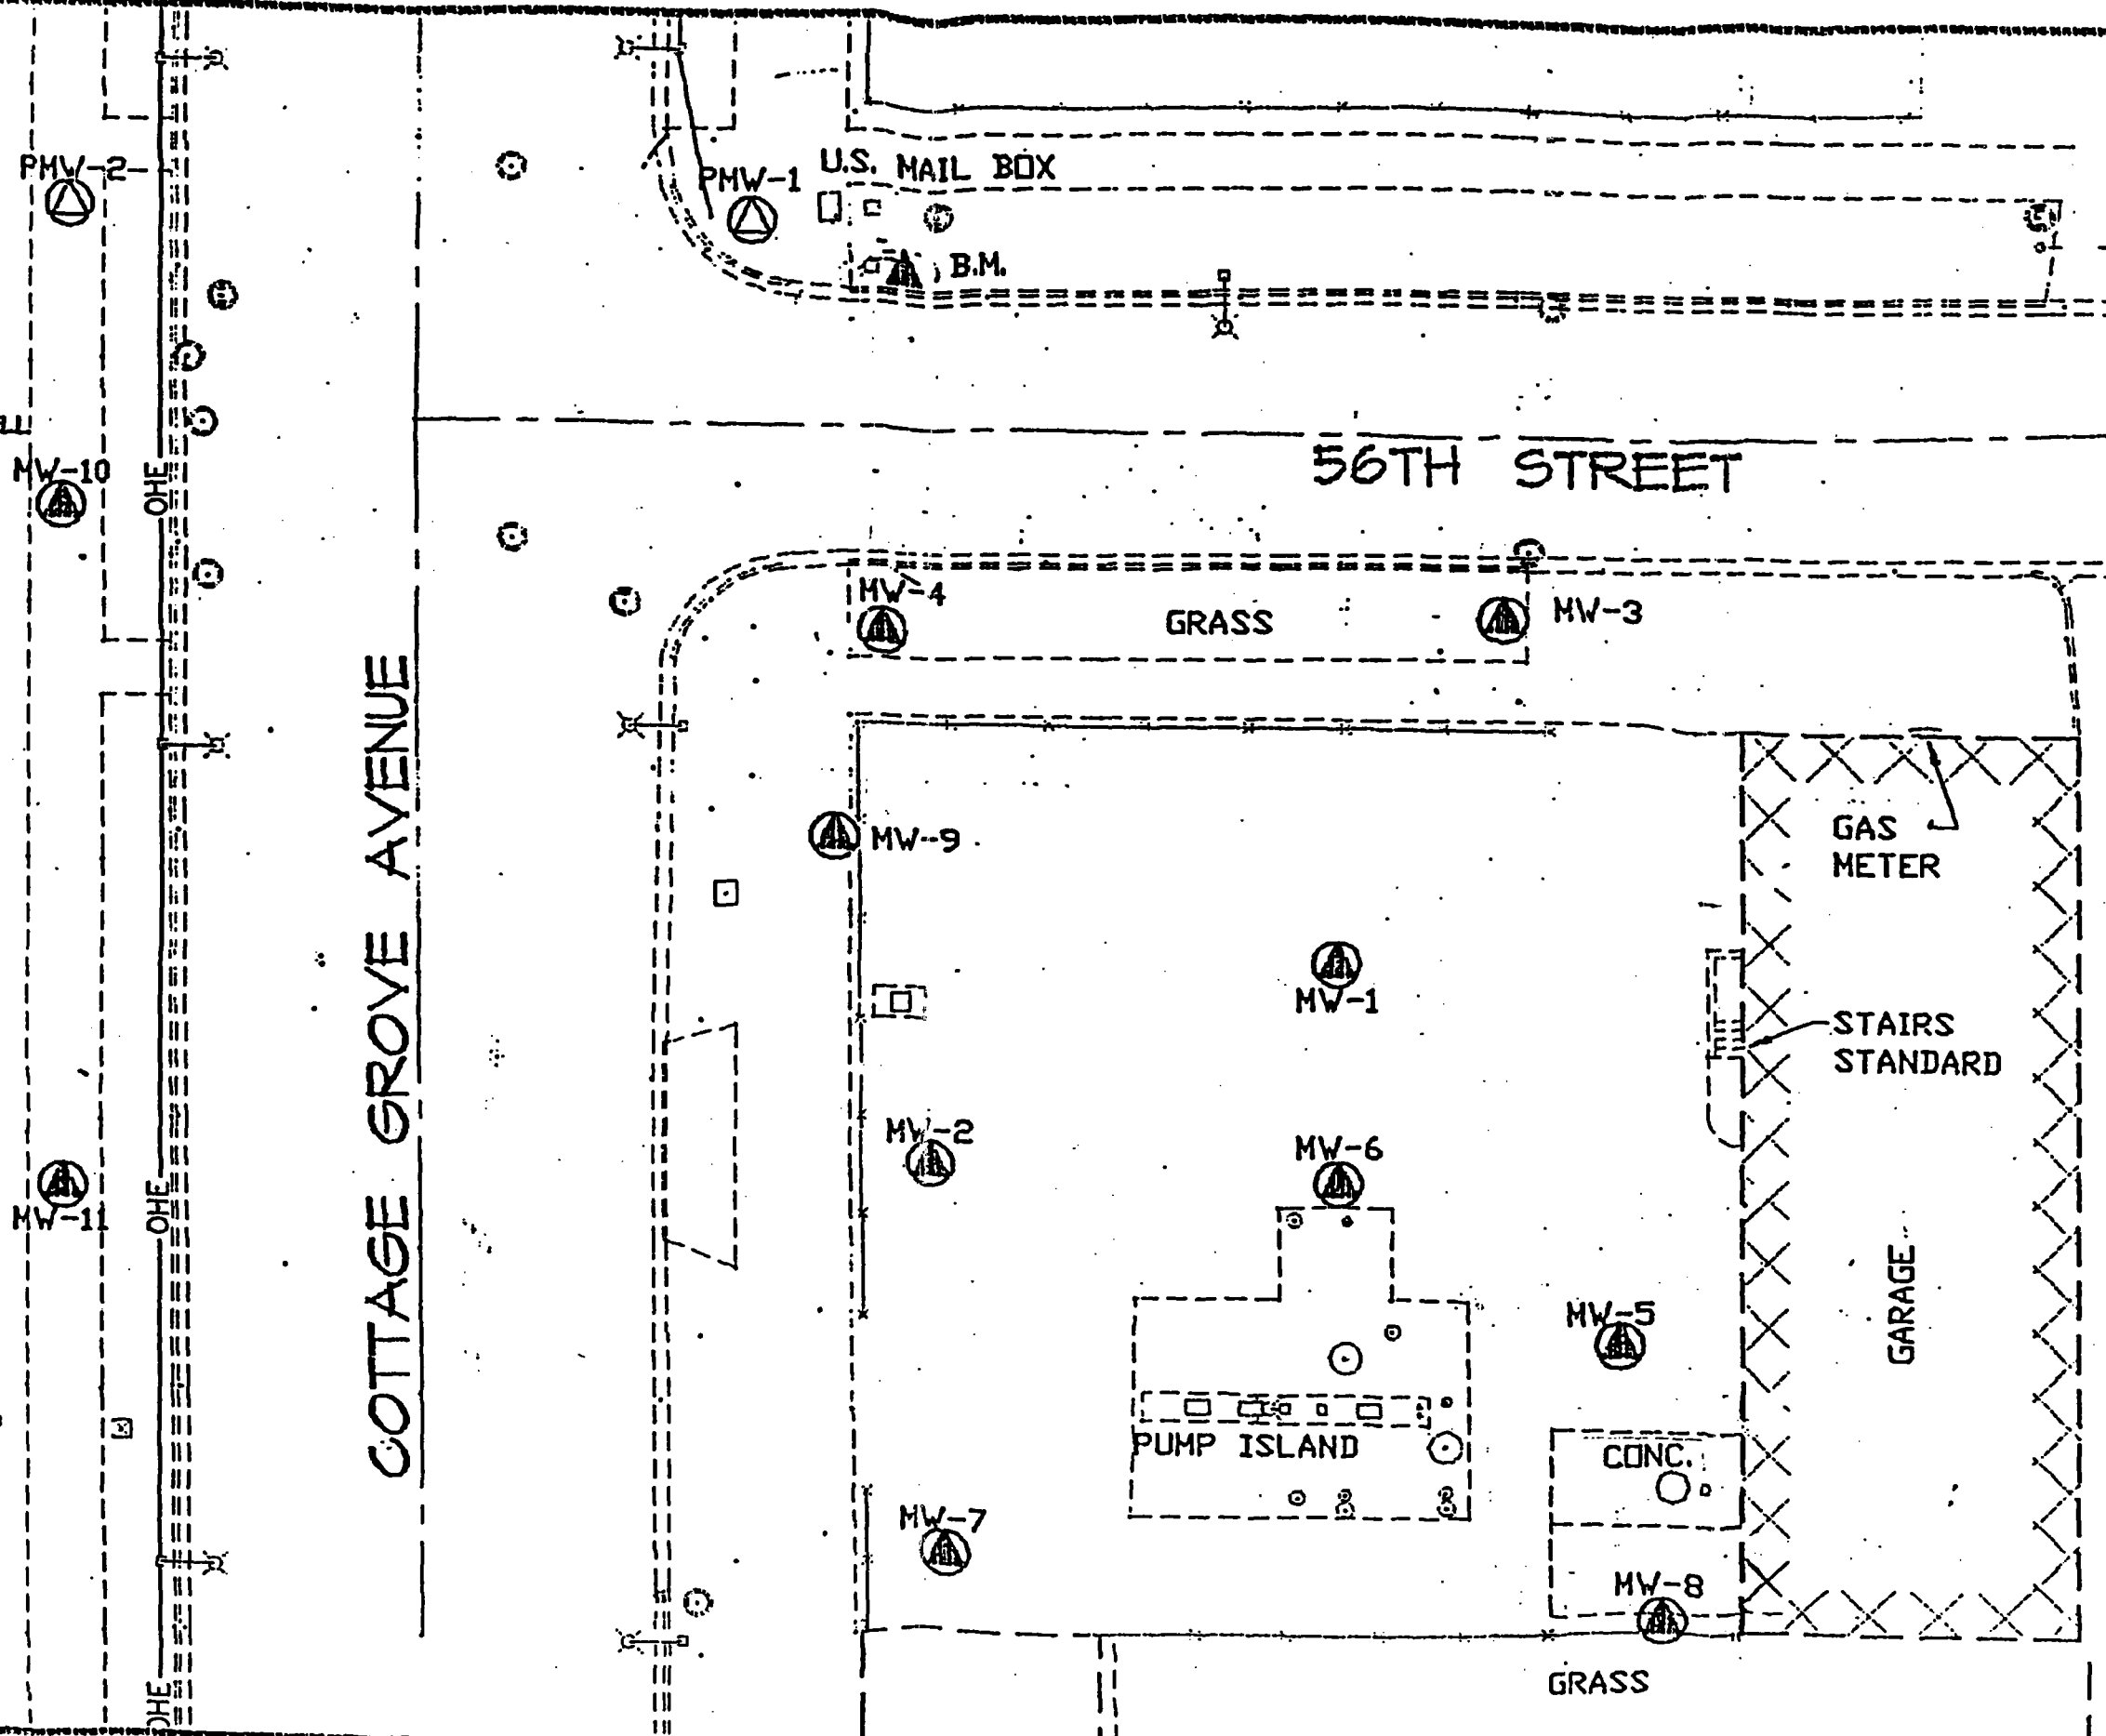 PMW-2
PMW-1
U.S. MAIL BOX
B.M.
MW-10
OHE
56TH STREET
MW-4
GRASS
MW-3
COTTAGE GROVE AVENUE
MW-9
GAS
METER
MW-1
STAIRS
STANDARD
MW-2
MW-6
MW-11
OHE
GARAGE
MW-5
PUMP ISLAND
CONC.
MW-7
MW-8
OHE
GRASS